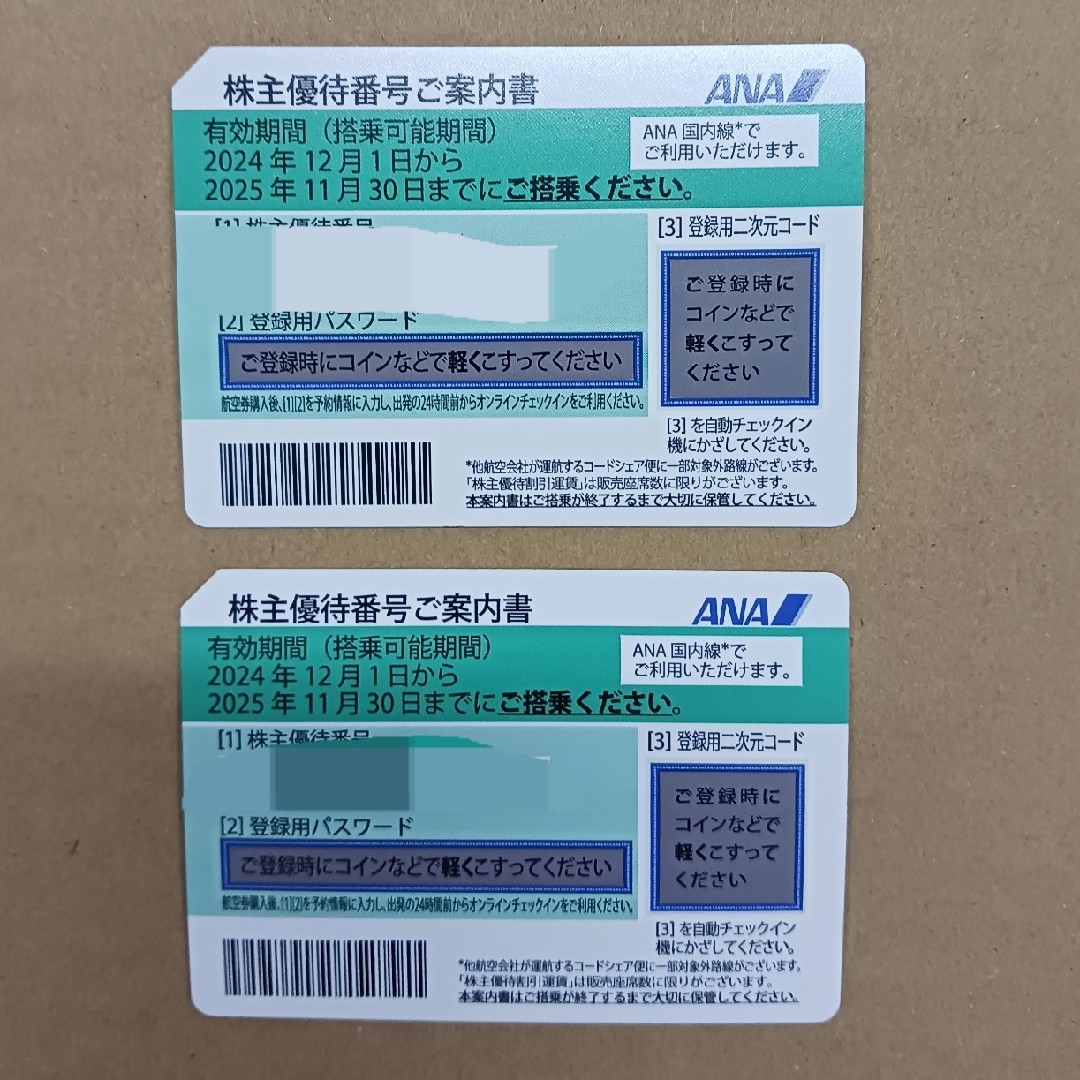 株主優待番号ご案内書
ANA
有効期間（搭乗可能期間）
2024年12月1日から
2025年11月30日までにご搭乗ください。
ANA国内線*で
ご利用いただけます。
[1] 株主優待番号
[2] 登録用パスワード
ご登録時にコインなどで軽くこすってください
航空券購入後、[1][2]を予約情報に入力し、出発の24時間前からオンラインチェックインをご利用ください。
[3] 登録用二次元コード
ご登録時に
コインなどで
軽くこすって
ください
[3] を自動チェックイン
機にかざしてください。
*他航空会社が運航するコードシェア便に一部対象外路線がございます。
「株主優待割引運賃」は販売座席数に限りがございます。
本案内書はご搭乗が終了するまで大切に保管してください。
株主優待番号ご案内書
ANA
有効期間（搭乗可能期間）
2024年12月1日から
2025年11月30日までにご搭乗ください。
ANA国内線*で
ご利用いただけます。
[1] 株主優待番号
[2] 登録用パスワード
ご登録時にコインなどで軽くこすってください
航空券購入後、[1][2]を予約情報に入力し、出発の24時間前からオンラインチェックインをご利用ください。
[3] 登録用二次元コード
ご登録時に
コインなどで
軽くこすって
ください
[3] を自動チェックイン
機にかざしてください。
*他航空会社が運航するコードシェア便に一部対象外路線がございます。
「株主優待割引運賃」は販売座席数に限りがございます。
本案内書はご搭乗が終了するまで大切に保管してください。